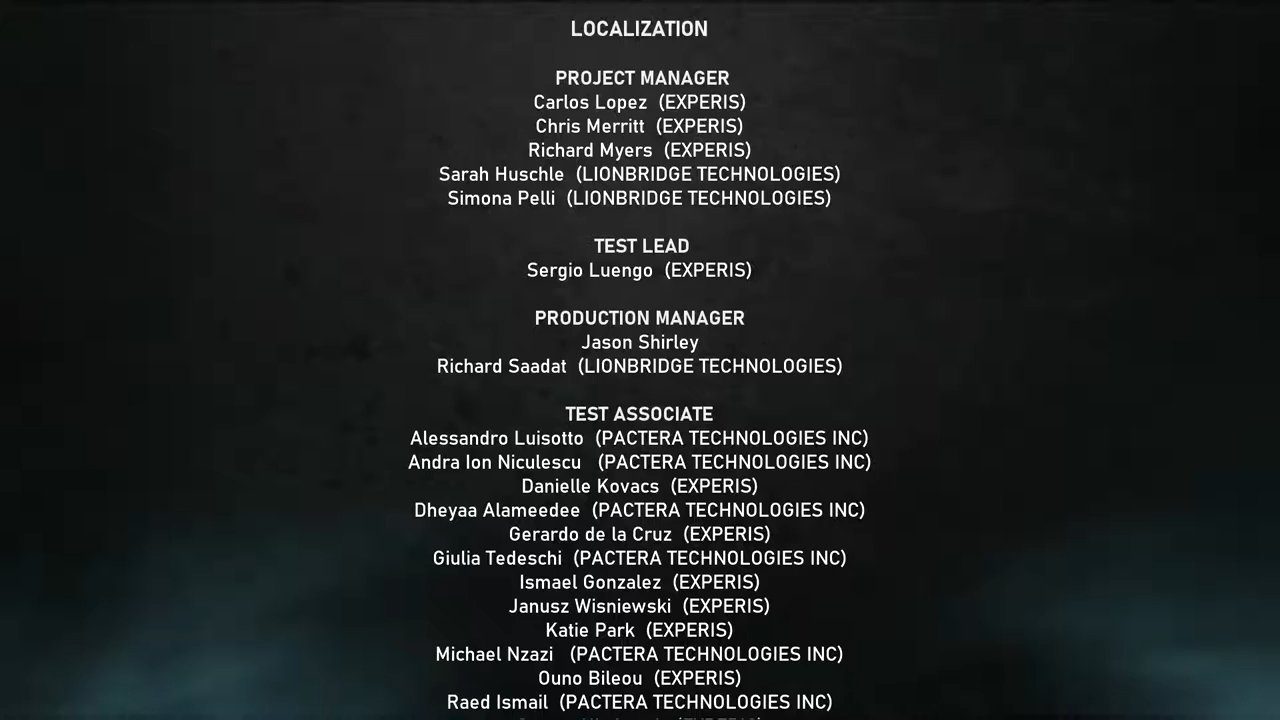 LOCALIZATION
PROJECT MANAGER
Carlos Lopez (EXPERIS)
Chris Merritt (EXPERIS)
Richard Myers (EXPERIS)
Sarah Huschle (LIONBRIDGE TECHNOLOGIES)
Simona Pelli (LIONBRIDGE TECHNOLOGIES)
TEST LEAD
Sergio Luengo (EXPERIS)
PRODUCTION MANAGER
Jason Shirley
Richard Saadat (LIONBRIDGE TECHNOLOGIES)
TEST ASSOCIATE
Alessandro Luisotto (PACTERA TECHNOLOGIES INC)
Andra Ion Niculescu (PACTERA TECHNOLOGIES INC)
Danielle Kovacs (EXPERIS)
Dheyaa Alameedee (PACTERA TECHNOLOGIES INC)
Gerardo de la Cruz (EXPERIS)
Giulia Tedeschi (PACTERA TECHNOLOGIES INC)
Ismael Gonzalez (EXPERIS)
Janusz Wisniewski (EXPERIS)
Katie Park (EXPERIS)
Michael Nzazi (PACTERA TECHNOLOGIES INC)
Ouno Bileou (EXPERIS)
Raed Ismail (PACTERA TECHNOLOGIES INC)